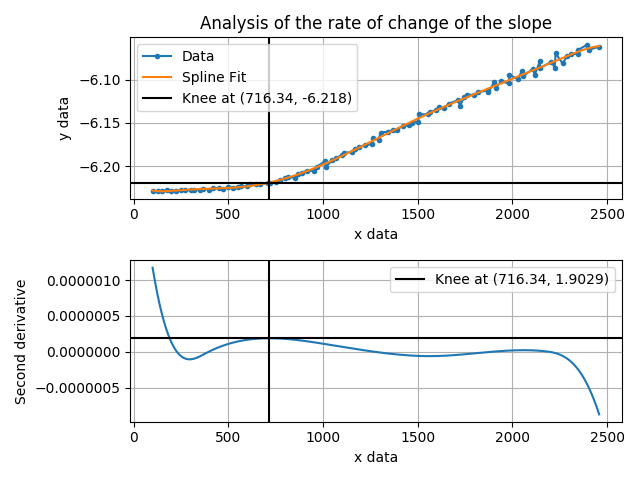 Analysis of the rate of change of the slope
Data
Spline Fit
Knee at (716.34, -6.218)
y data
−6.10
−6.15
−6.20
0 500 1000 1500 2000 2500
x data
Knee at (716.34, 1.9029)
Second derivative
0.0000010
0.0000005
0.0000000
−0.0000005
0 500 1000 1500 2000 2500
x data